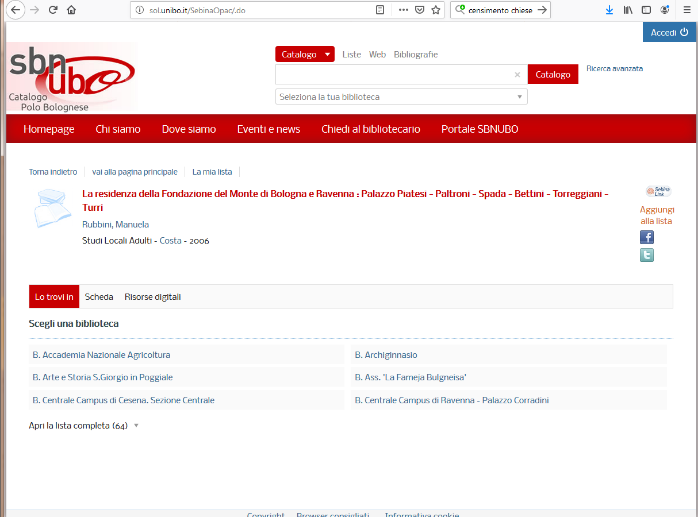 sol.unibo.it/SebinaOpac/.do
censimento chiese
Accedi
sbn
ubo
Catalogo
Polo Bolognese
Catalogo Liste Web Bibliografie
Catalogo
Ricerca avanzata
Seleziona la tua biblioteca
Homepage Chi siamo Dove siamo Eventi e news Chiedi al bibliotecario Portale SBNUBO
Torna indietro vai alla pagina principale La mia lista
La residenza della Fondazione del Monte di Bologna e Ravenna : Palazzo Piatesi - Paltroni - Spada - Bettini - Torreggiani -
Turri
Rubbini, Manuela
Studi Locali Adulti - Costa - 2006
Sebina
Link
Aggiungi
alla lista
Lo trovi in Scheda Risorse digitali
Scegli una biblioteca
B. Accademia Nazionale Agricoltura
B. Archiginnasio
B. Arte e Storia S.Giorgio in Poggiale
B. Ass. 'La Fameja Bulgneisa'
B. Centrale Campus di Cesena. Sezione Centrale
B. Centrale Campus di Ravenna - Palazzo Corradini
Apri la lista completa (64)
Copyright Browser consigliati Informativa cookie